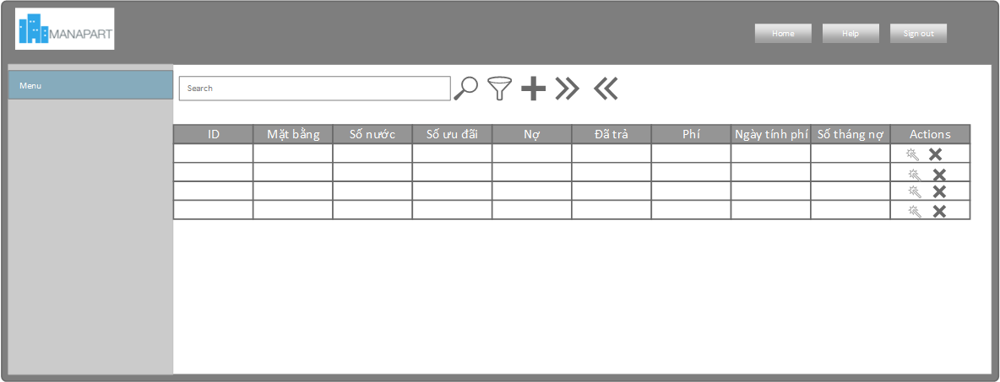 MANAPART
Home Help Sign out
Menu
Search
ID Mặt bằng Số nước Số ưu đãi Nợ Đã trả Phí Ngày tính phí Số tháng nợ Actions